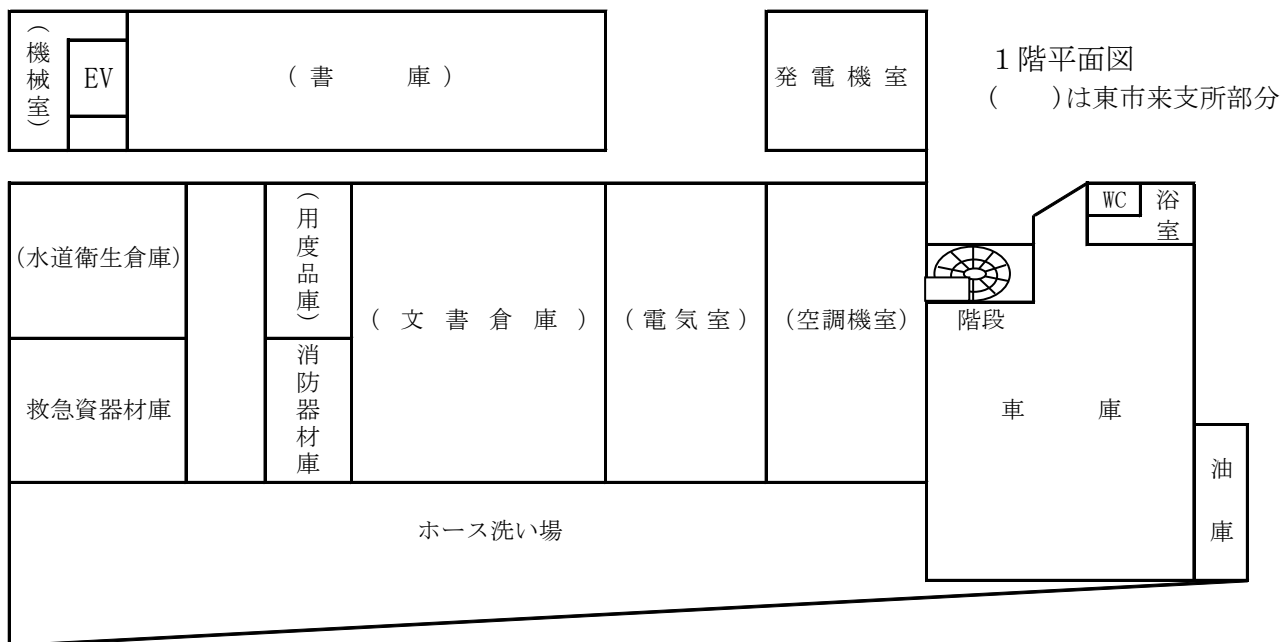 １階平面図
(　　)は東市来支所部分
(機械室)
EV
(書　　庫)
発電機室
(水道衛生倉庫)
(用度品庫)
(文書倉庫)
(電気室)
(空調機室)
WC
浴室
階段
救急資器材庫
消防器材庫
車　　庫
油庫
ホース洗い場